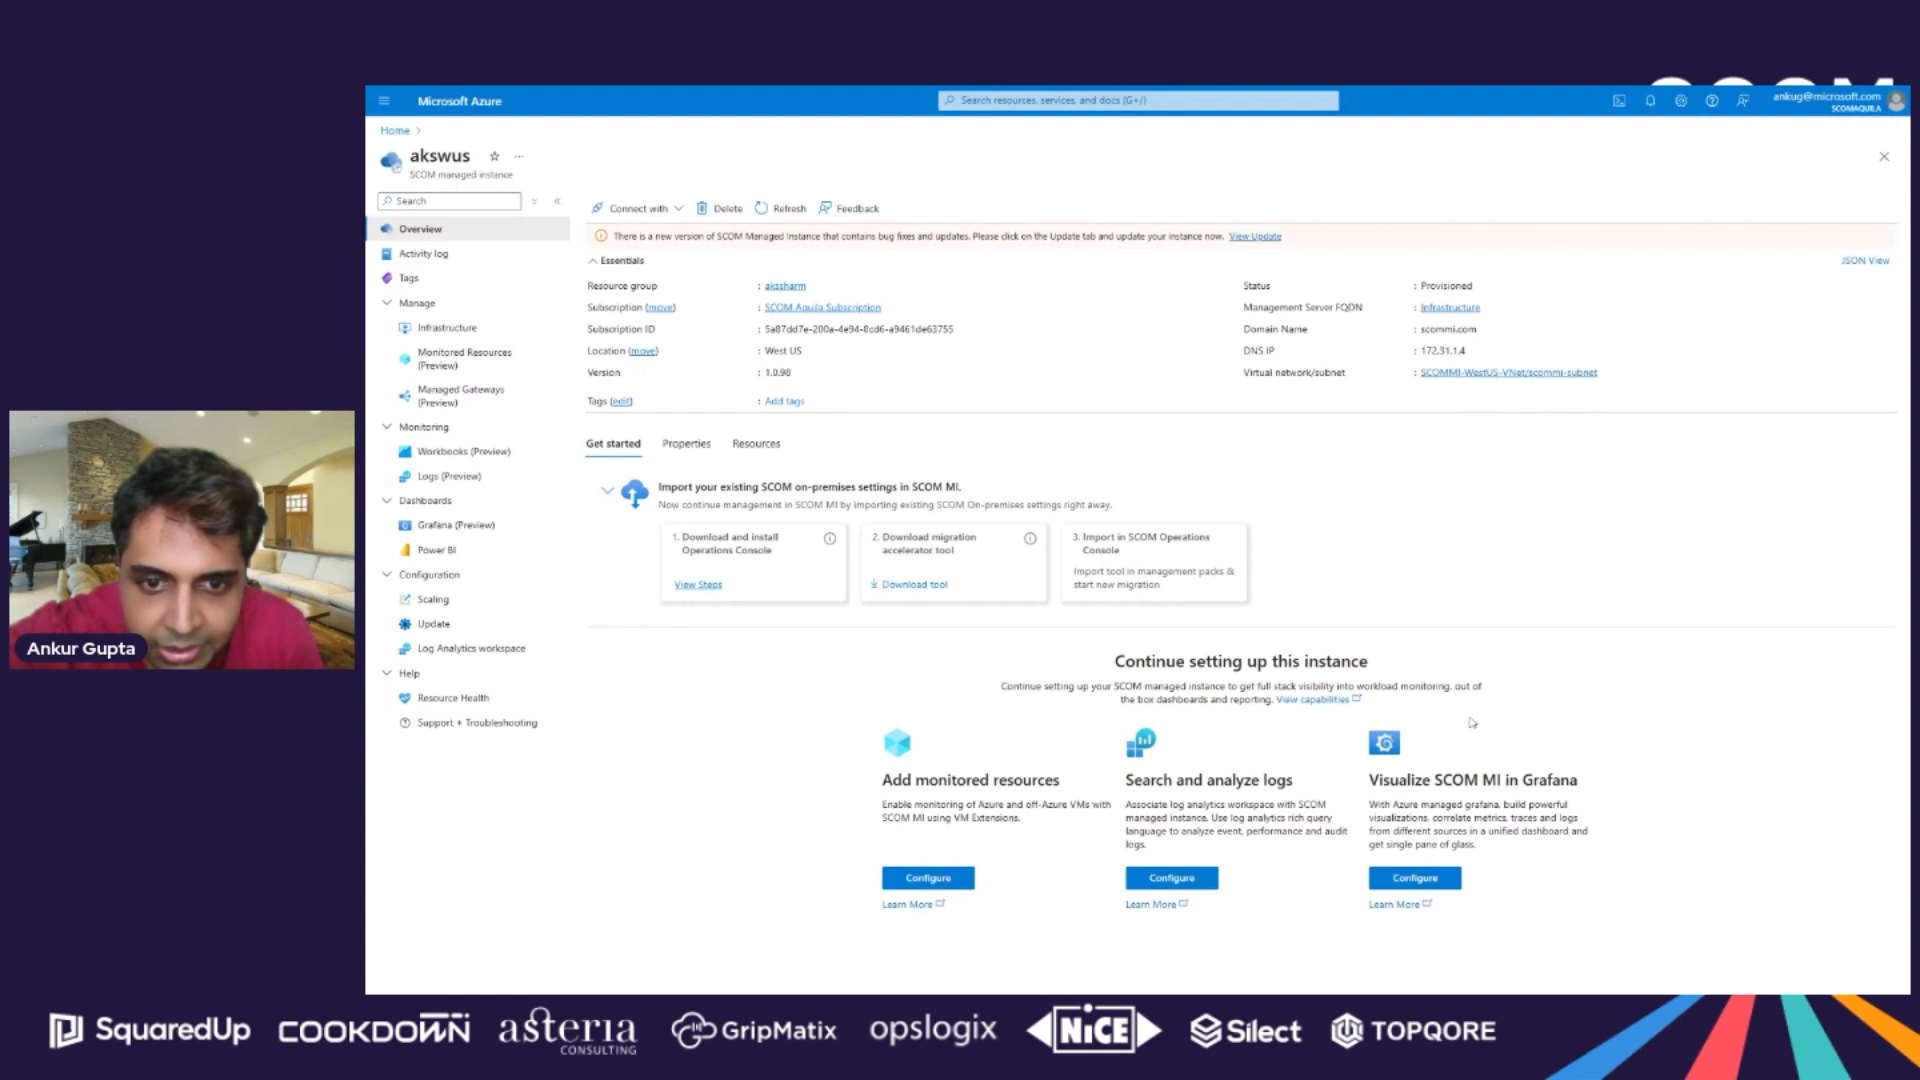 Microsoft Azure
Search resources, services, and docs (G+/)
ankug@microsoft.com
SCOMAQUILA
Home
akswus
SCOM managed instance
Search
Overview
Activity log
Tags
Manage
Infrastructure
Monitored Resources
(Preview)
Managed Gateways
(Preview)
Monitoring
Workbooks (Preview)
Logs (Preview)
Dashboards
Grafana (Preview)
Power BI
Configuration
Scaling
Update
Log Analytics workspace
Help
Resource Health
Support + Troubleshooting
Connect with
Delete
Refresh
Feedback
There is a new version of SCOM Managed Instance that contains bug fixes and updates. Please click on the Update tab and update your instance now. View Update
Essentials
JSON View
Resource group : akssharm
Subscription (move) : SCOM Aquila Subscription
Subscription ID : 5a87dd7e-200a-4e94-8cd6-a9461de63755
Location (move) : West US
Version : 1.0.98
Tags (edit) : Add tags
Status : Provisioned
Management Server FQDN : Infrastructure
Domain Name : scommi.com
DNS IP : 172.31.1.4
Virtual network/subnet : SCOMMI-WestUS-VNet/scommi-subnet
Get started
Properties
Resources
Import your existing SCOM on-premises settings in SCOM MI.
Now continue management in SCOM MI by importing existing SCOM On-premises settings right away.
1. Download and install
Operations Console
View Steps
2. Download migration
accelerator tool
Download tool
3. Import in SCOM Operations
Console
Import tool in management packs &
start new migration
Continue setting up this instance
Continue setting up your SCOM managed instance to get full stack visibility into workload monitoring, out of
the box dashboards and reporting. View capabilities
Add monitored resources
Enable monitoring of Azure and off-Azure VMs with
SCOM MI using VM Extensions.
Configure
Learn More
Search and analyze logs
Associate log analytics workspace with SCOM
managed instance. Use log analytics rich query
language to analyze event, performance and audit
logs.
Configure
Learn More
Visualize SCOM MI in Grafana
With Azure managed grafana, build powerful
visualizations, correlate metrics, traces and logs
from different sources in a unified dashboard and
get single pane of glass.
Configure
Learn More
Ankur Gupta
SquaredUp
COOKDOWN
asteria
CONSULTING
GripMatix
opslogix
NiCE
Silect
TOPQORE